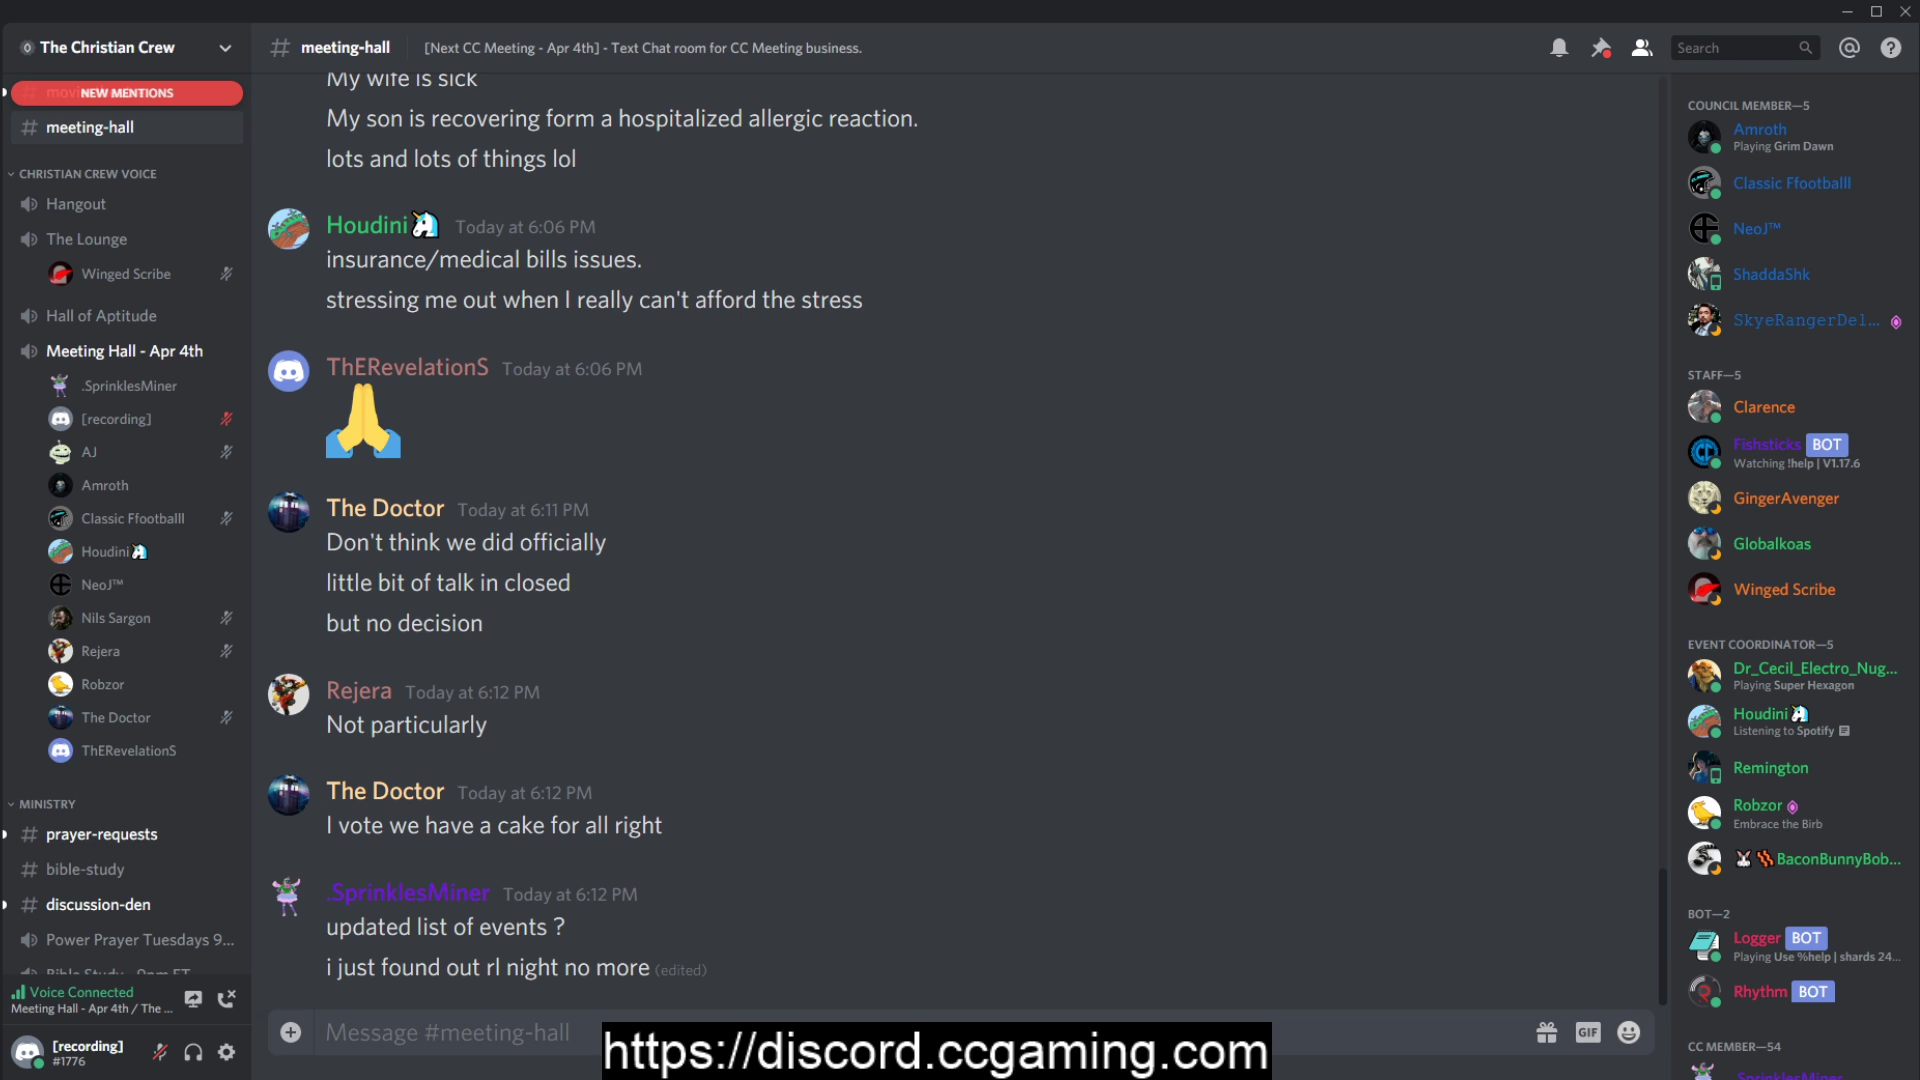 The Christian Crew
NEW MENTIONS
meeting-hall
CHRISTIAN CREW VOICE
Hangout
The Lounge
Winged Scribe
Hall of Aptitude
Meeting Hall - Apr 4th
.SprinklesMiner
[recording]
AJ
Amroth
Classic Ffootballl
Houdini🦄
NeoJ™
Nils Sargon
Rejera
Robzor
The Doctor
ThERevelationS
MINISTRY
prayer-requests
bible-study
discussion-den
Power Prayer Tuesdays 9...
Bible Study - 9pm ET
Voice Connected
Meeting Hall - Apr 4th / The ...
[recording]
#1776
meeting-hall
[Next CC Meeting - Apr 4th] - Text Chat room for CC Meeting business.
Search
My wife is sick
My son is recovering form a hospitalized allergic reaction.
lots and lots of things lol
Houdini🦄 Today at 6:06 PM
insurance/medical bills issues.
stressing me out when I really can't afford the stress
ThERevelationS Today at 6:06 PM
🙏
The Doctor Today at 6:11 PM
Don't think we did officially
little bit of talk in closed
but no decision
Rejera Today at 6:12 PM
Not particularly
The Doctor Today at 6:12 PM
I vote we have a cake for all right
.SprinklesMiner Today at 6:12 PM
updated list of events ?
i just found out rl night no more (edited)
Message #meeting-hall
GIF
https://discord.ccgaming.com
COUNCIL MEMBER—5
Amroth
Playing Grim Dawn
Classic Ffootballl
NeoJ™
ShaddaShk
SkyeRangerDel...
STAFF—5
Clarence
Fishsticks BOT
Watching !help | V1.17.6
GingerAvenger
Globalkoas
Winged Scribe
EVENT COORDINATOR—5
Dr_Cecil_Electro_Nug...
Playing Super Hexagon
Houdini🦄
Listening to Spotify
Remington
Robzor
Embrace the Birb
🐰🥓BaconBunnyBob...
BOT—2
Logger BOT
Playing Use %help | shards 24...
Rhythm BOT
CC MEMBER—54
.SprinklesMiner